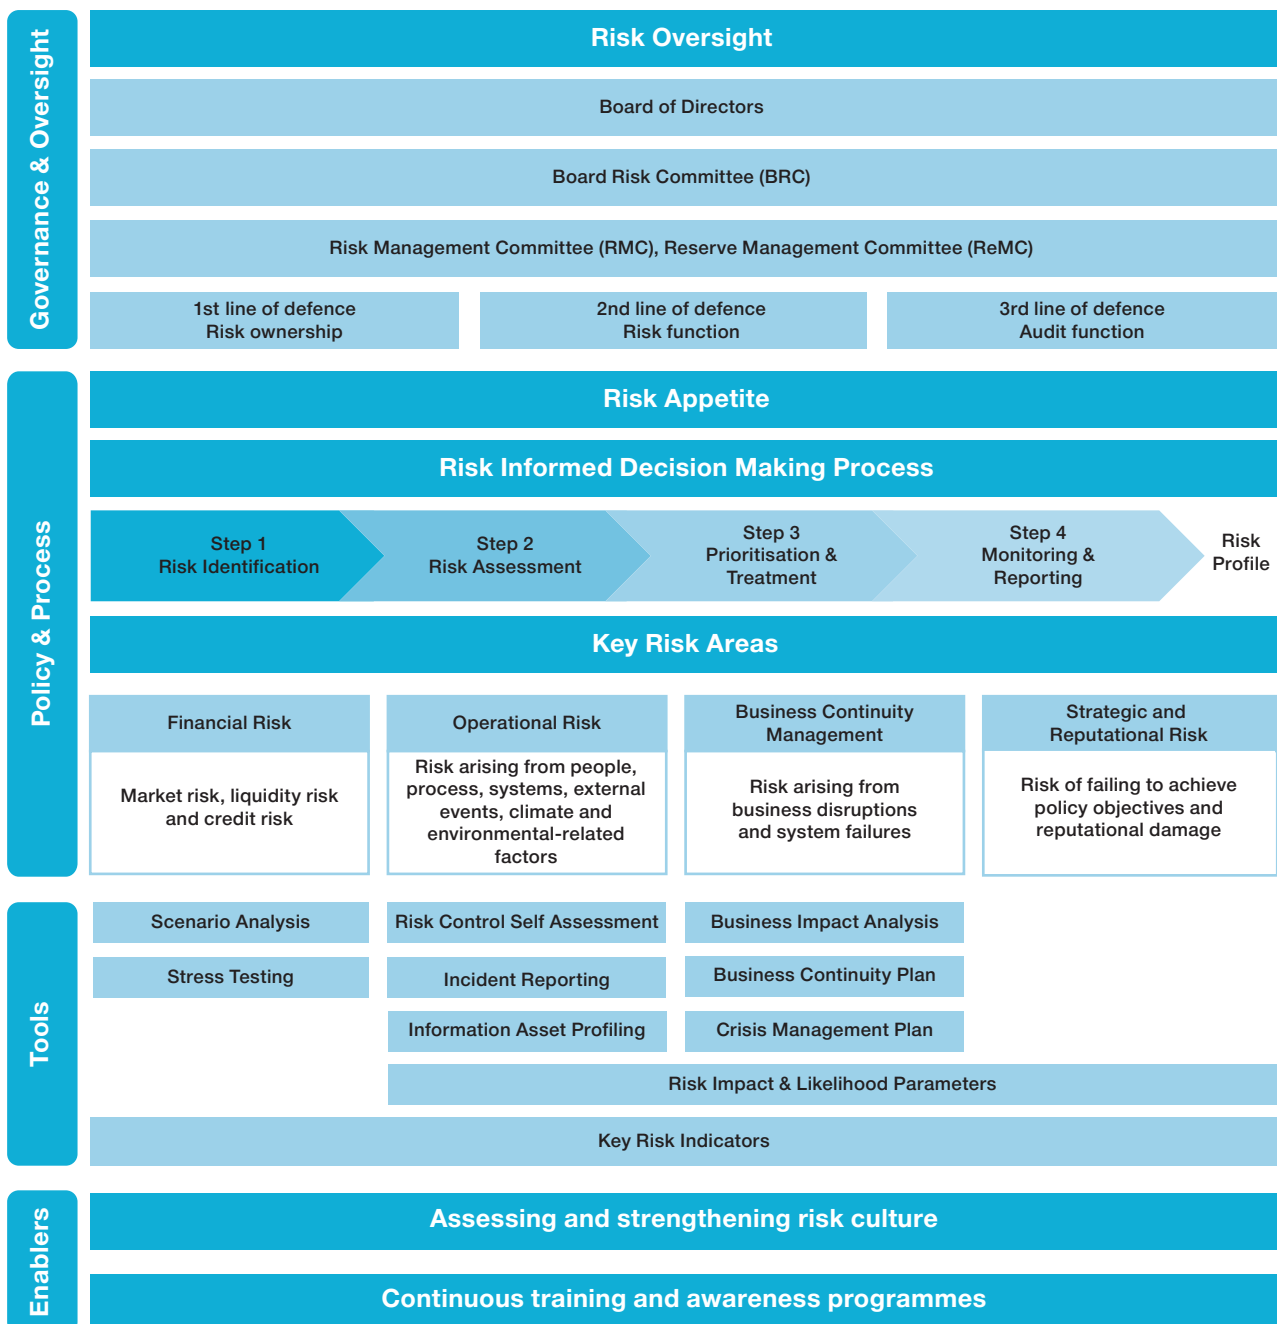 Governance & Oversight
Risk Oversight
Board of Directors
Board Risk Committee (BRC)
Risk Management Committee (RMC), Reserve Management Committee (ReMC)
1st line of defence
Risk ownership
2nd line of defence
Risk function
3rd line of defence
Audit function
Policy & Process
Risk Appetite
Risk Informed Decision Making Process
Step 1
Risk Identification
Step 2
Risk Assessment
Step 3
Prioritisation &
Treatment
Step 4
Monitoring &
Reporting
Risk
Profile
Key Risk Areas
Financial Risk
Market risk, liquidity risk
and credit risk
Operational Risk
Risk arising from people,
process, systems, external
events, climate and
environmental-related
factors
Business Continuity
Management
Risk arising from
business disruptions
and system failures
Strategic and
Reputational Risk
Risk of failing to achieve
policy objectives and
reputational damage
Tools
Scenario Analysis
Stress Testing
Risk Control Self Assessment
Incident Reporting
Information Asset Profiling
Business Impact Analysis
Business Continuity Plan
Crisis Management Plan
Risk Impact & Likelihood Parameters
Key Risk Indicators
Enablers
Assessing and strengthening risk culture
Continuous training and awareness programmes